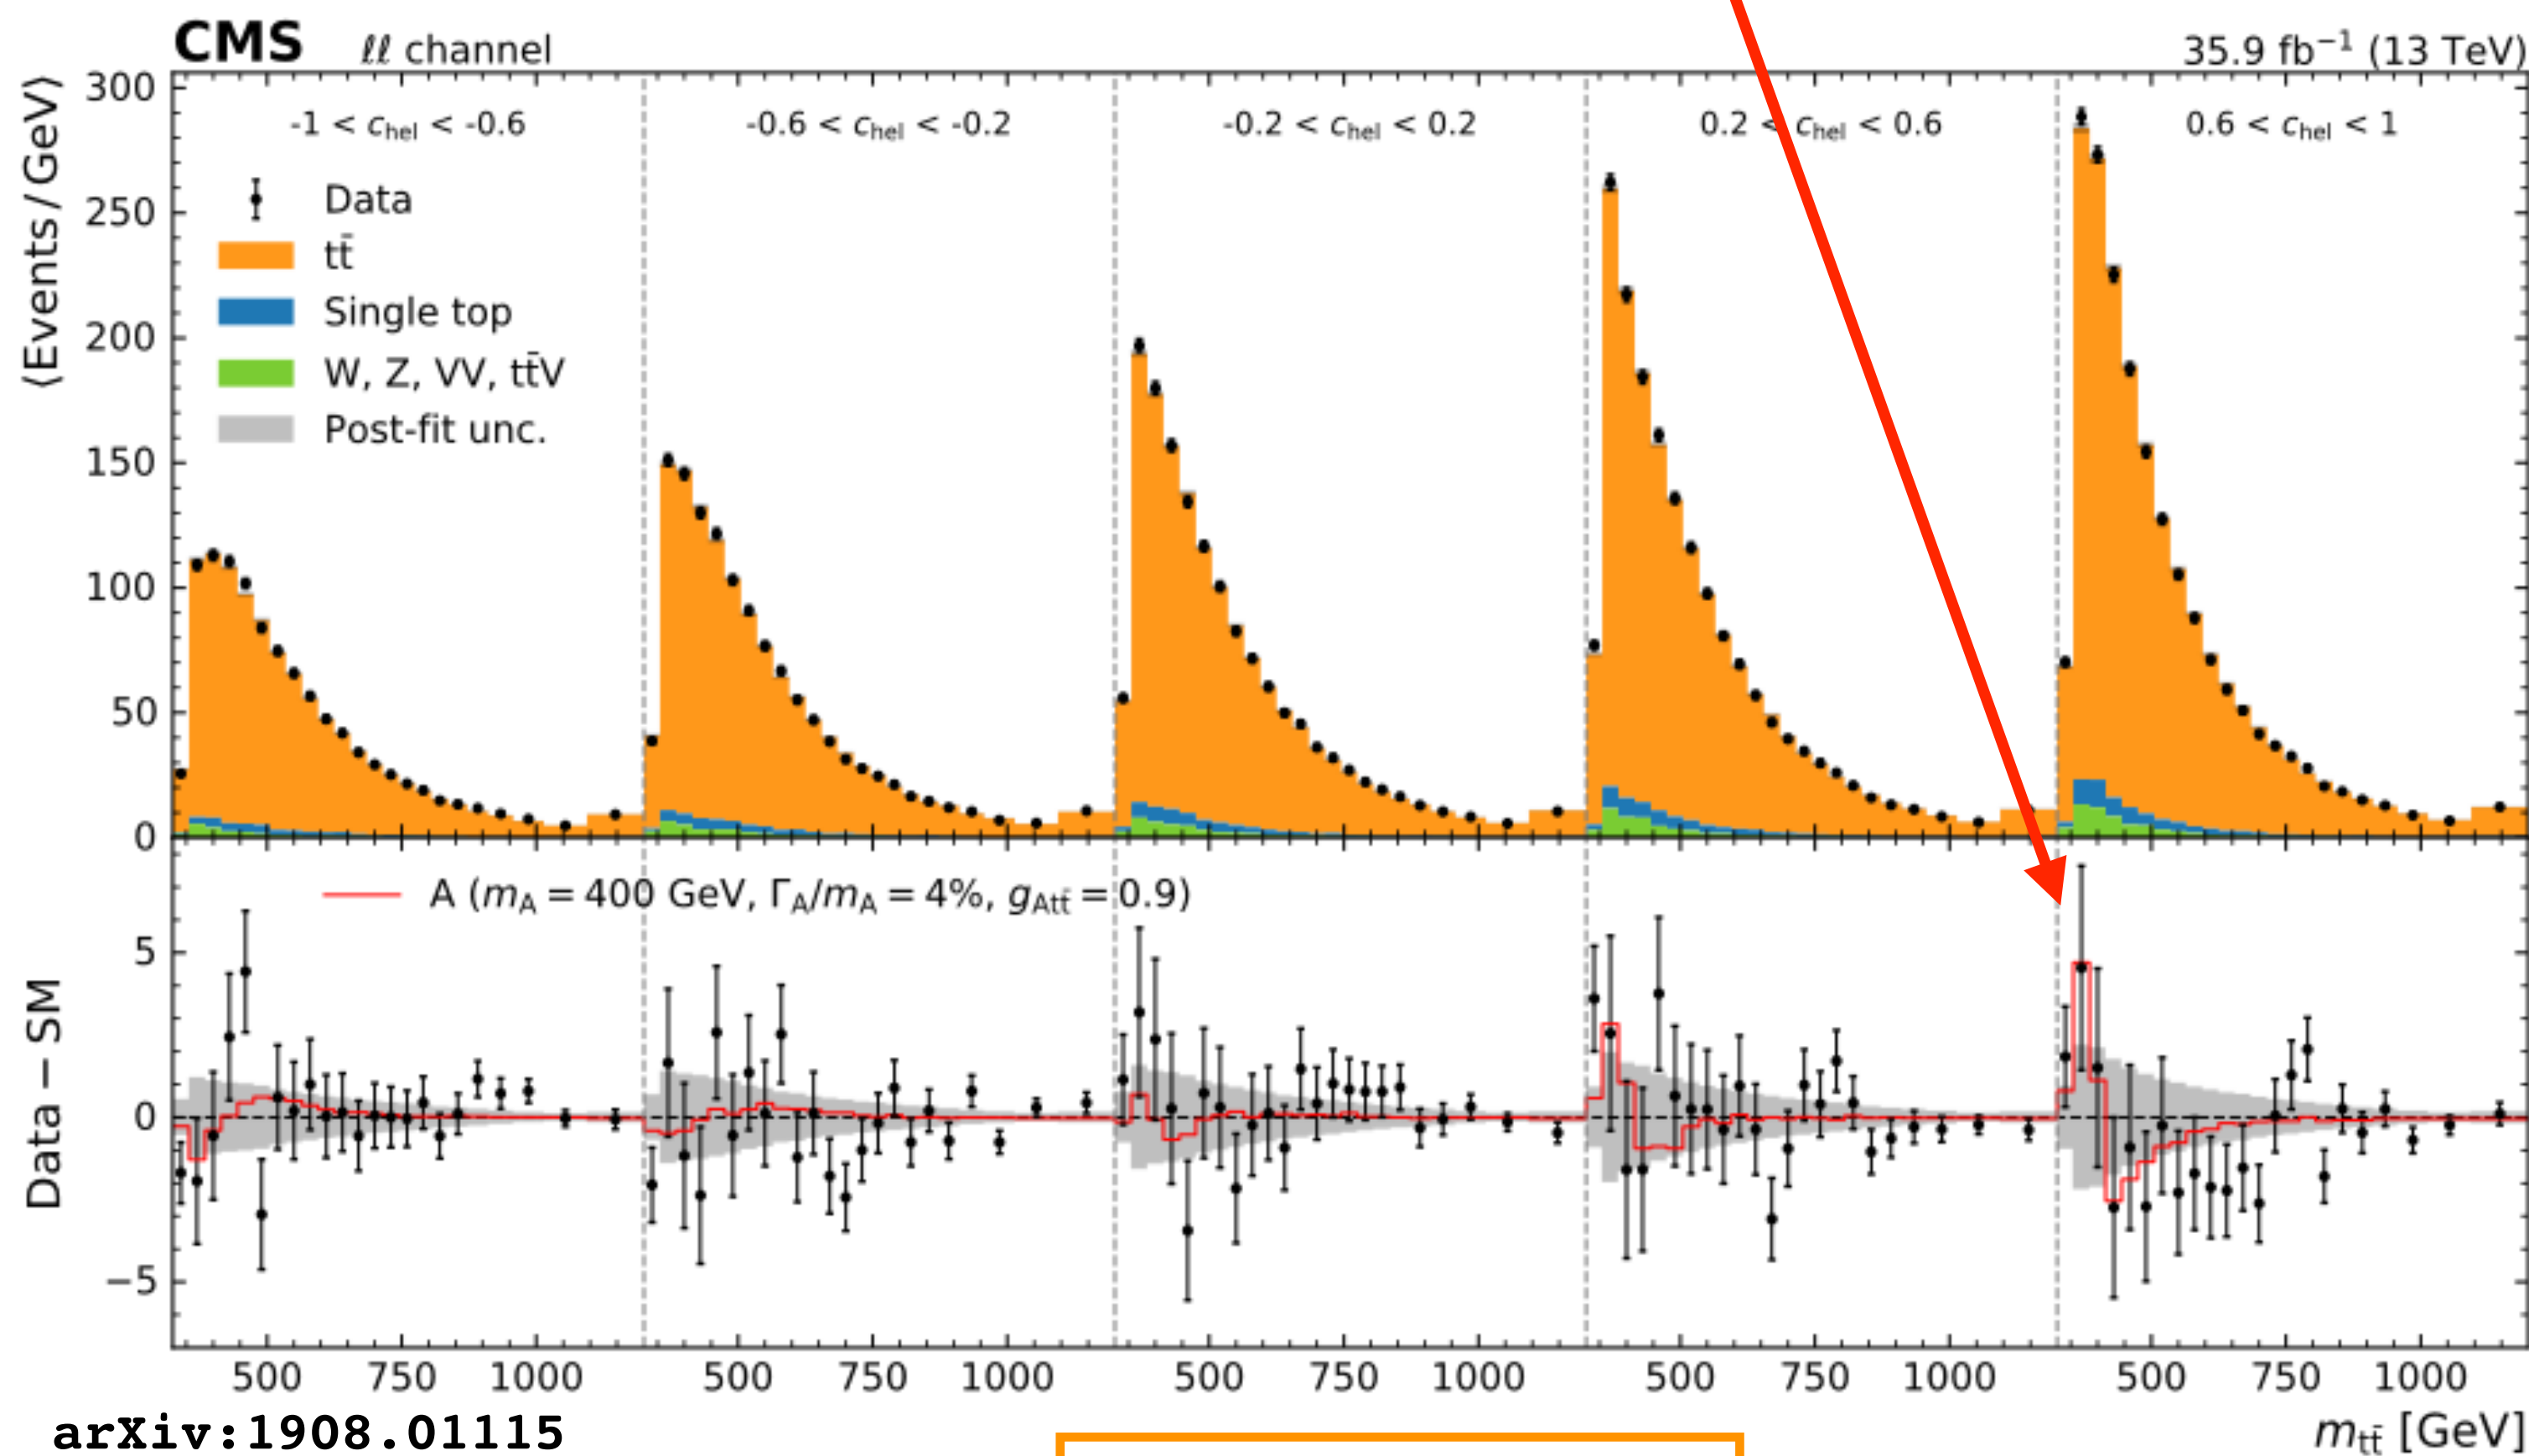 CMS ℓℓ channel 35.9 fb⁻¹ (13 TeV)
⟨Events/GeV⟩
300
250
200
150
100
50
0
-1 < c_hel < -0.6
-0.6 < c_hel < -0.2
-0.2 < c_hel < 0.2
0.2 < c_hel < 0.6
0.6 < c_hel < 1
Data
tt̄
Single top
W, Z, VV, tt̄V
Post-fit unc.
A (m_A = 400 GeV, Γ_A/m_A = 4%, g_Att̄ = 0.9)
Data − SM
5
0
−5
500 750 1000 500 750 1000 500 750 1000 500 750 1000 500 750 1000
m_tt̄ [GeV]
arXiv:1908.01115